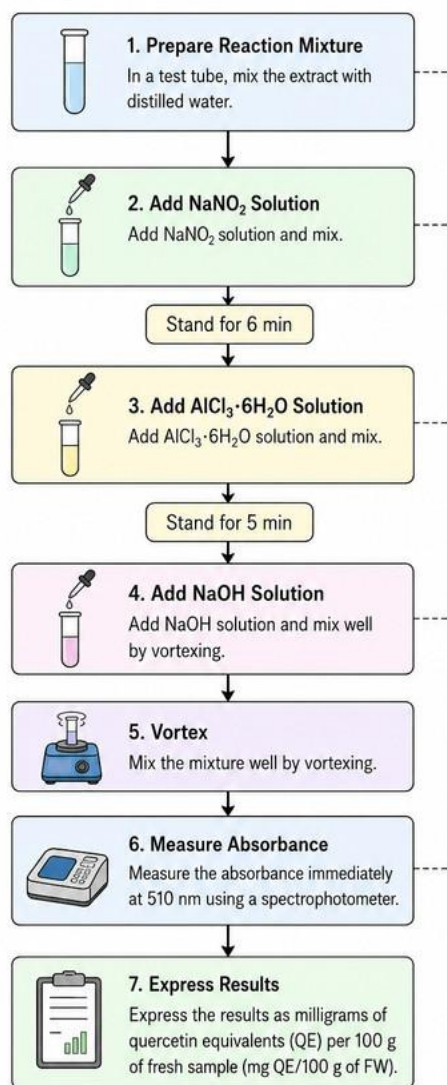 1. Prepare Reaction Mixture
In a test tube, mix the extract with
distilled water.
2. Add NaNO₂ Solution
Add NaNO₂ solution and mix.
Stand for 6 min
3. Add AlCl₃·6H₂O Solution
Add AlCl₃·6H₂O solution and mix.
Stand for 5 min
4. Add NaOH Solution
Add NaOH solution and mix well
by vortexing.
5. Vortex
Mix the mixture well by vortexing.
6. Measure Absorbance
Measure the absorbance immediately
at 510 nm using a spectrophotometer.
7. Express Results
Express the results as milligrams of
quercetin equivalents (QE) per 100 g
of fresh sample (mg QE/100 g of FW).